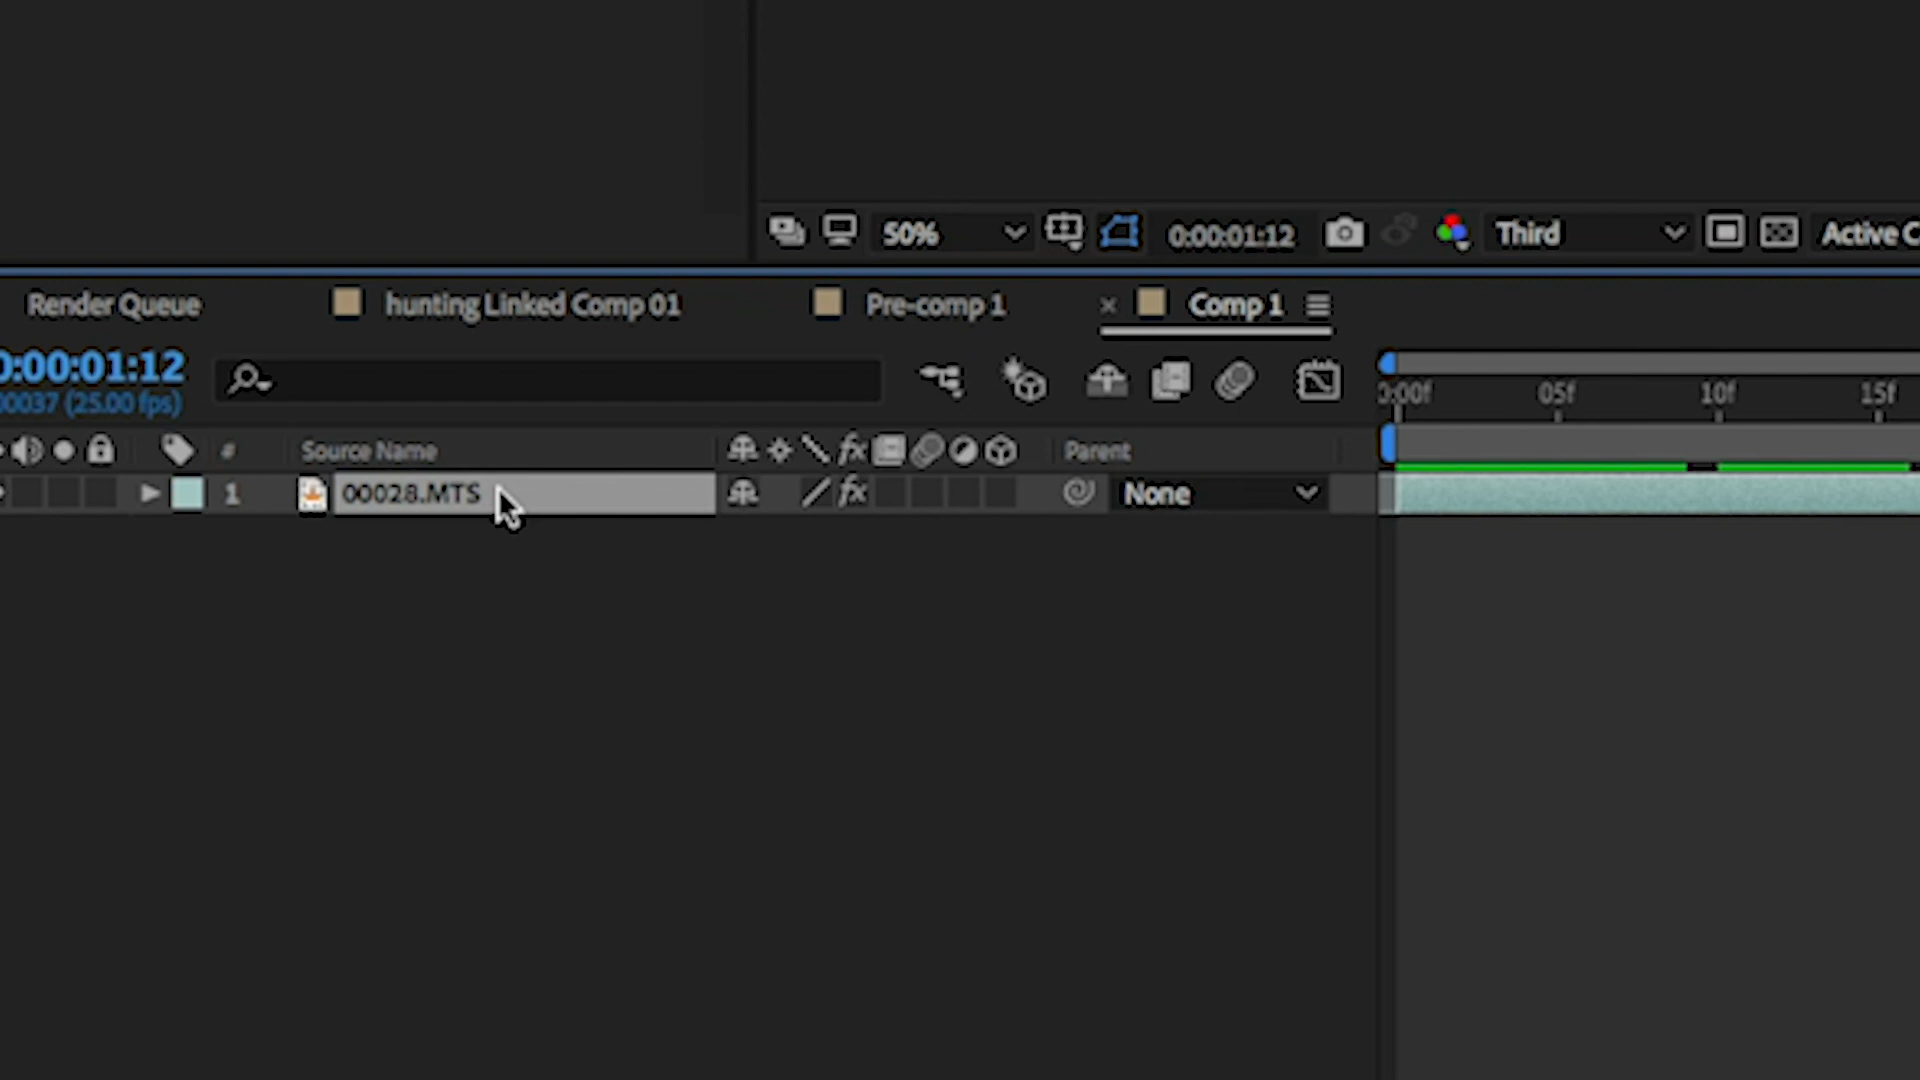 50% 0:00:01:12 Third Active C
Render Queue hunting Linked Comp 01 Pre-comp 1 × Comp 1
0:00:01:12
00037 (25.00 fps)
0:00f 05f 10f 15f
# Source Name fx Parent
1 00028.MTS fx None